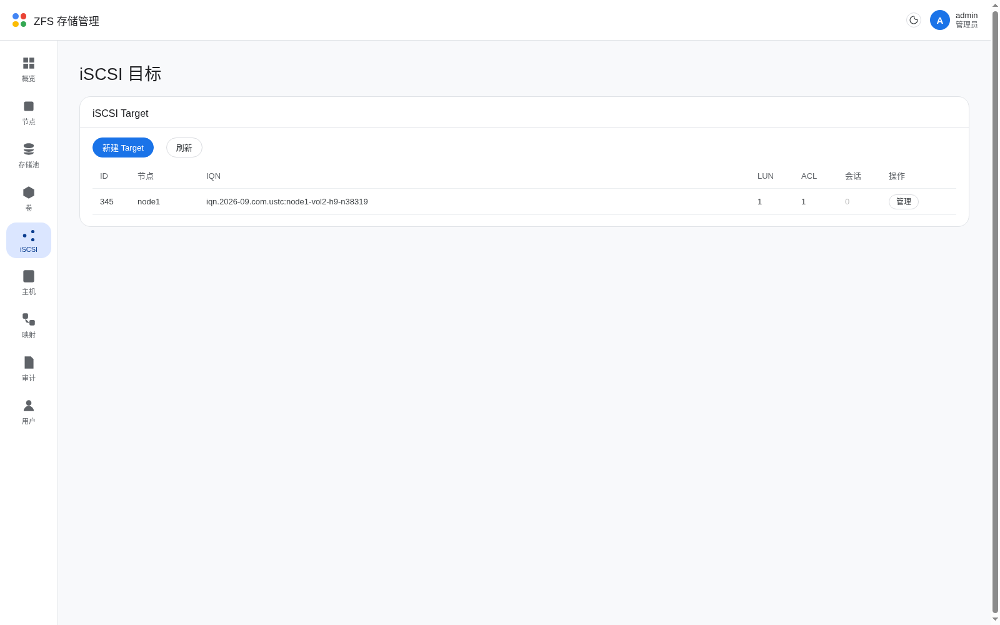 ZFS 存储管理
A
admin
管理员
概览
节点
存储池
卷
iSCSI
主机
映射
审计
用户
iSCSI 目标
iSCSI Target
新建 Target
刷新
ID 节点 IQN LUN ACL 会话 操作
345 node1 iqn.2026-09.com.ustc:node1-vol2-h9-n38319 1 1 0 管理